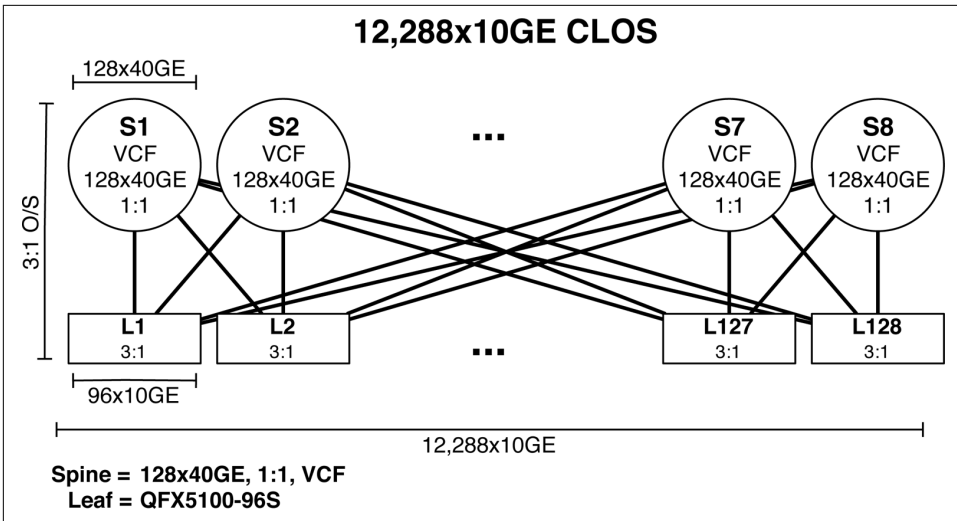 12,288x10GE CLOS
128x40GE
S1
VCF
128x40GE
1:1
S2
VCF
128x40GE
1:1
...
S7
VCF
128x40GE
1:1
S8
VCF
128x40GE
1:1
3:1 O/S
L1
3:1
L2
3:1
...
L127
3:1
L128
3:1
96x10GE
12,288x10GE
Spine = 128x40GE, 1:1, VCF
Leaf = QFX5100-96S